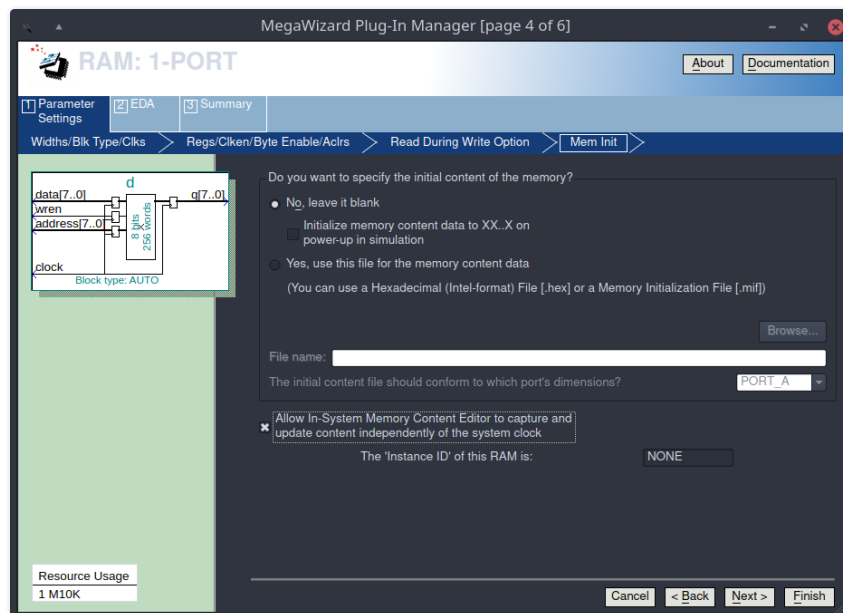 MegaWizard Plug-In Manager [page 4 of 6]
RAM: 1-PORT
About
Documentation
1 Parameter Settings
2 EDA
3 Summary
Widths/Blk Type/Clks
Regs/Clken/Byte Enable/Aclrs
Read During Write Option
Mem Init
d
data[7..0]
wren
address[7..0]
clock
q[7..0]
8 bits
256 words
Block type: AUTO
Do you want to specify the initial content of the memory?
No, leave it blank
Initialize memory content data to XX..X on
power-up in simulation
Yes, use this file for the memory content data
(You can use a Hexadecimal (Intel-format) File [.hex] or a Memory Initialization File [.mif])
Browse...
File name:
The initial content file should conform to which port's dimensions?
PORT_A
Allow In-System Memory Content Editor to capture and
update content independently of the system clock
The 'Instance ID' of this RAM is:
NONE
Resource Usage
1 M10K
Cancel
< Back
Next >
Finish